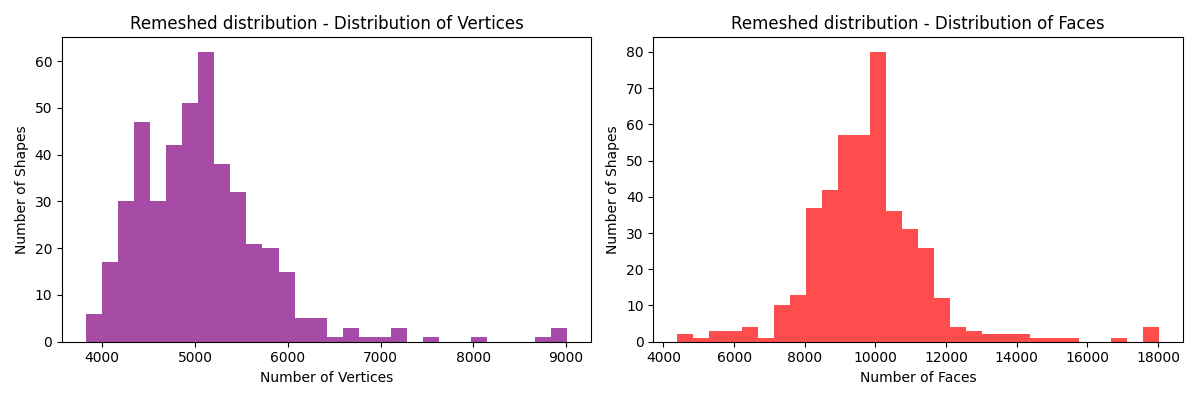 Remeshed distribution - Distribution of Vertices
Number of Shapes
60
50
40
30
20
10
0
4000 5000 6000 7000 8000 9000
Number of Vertices
Remeshed distribution - Distribution of Faces
Number of Shapes
80
70
60
50
40
30
20
10
0
4000 6000 8000 10000 12000 14000 16000 18000
Number of Faces